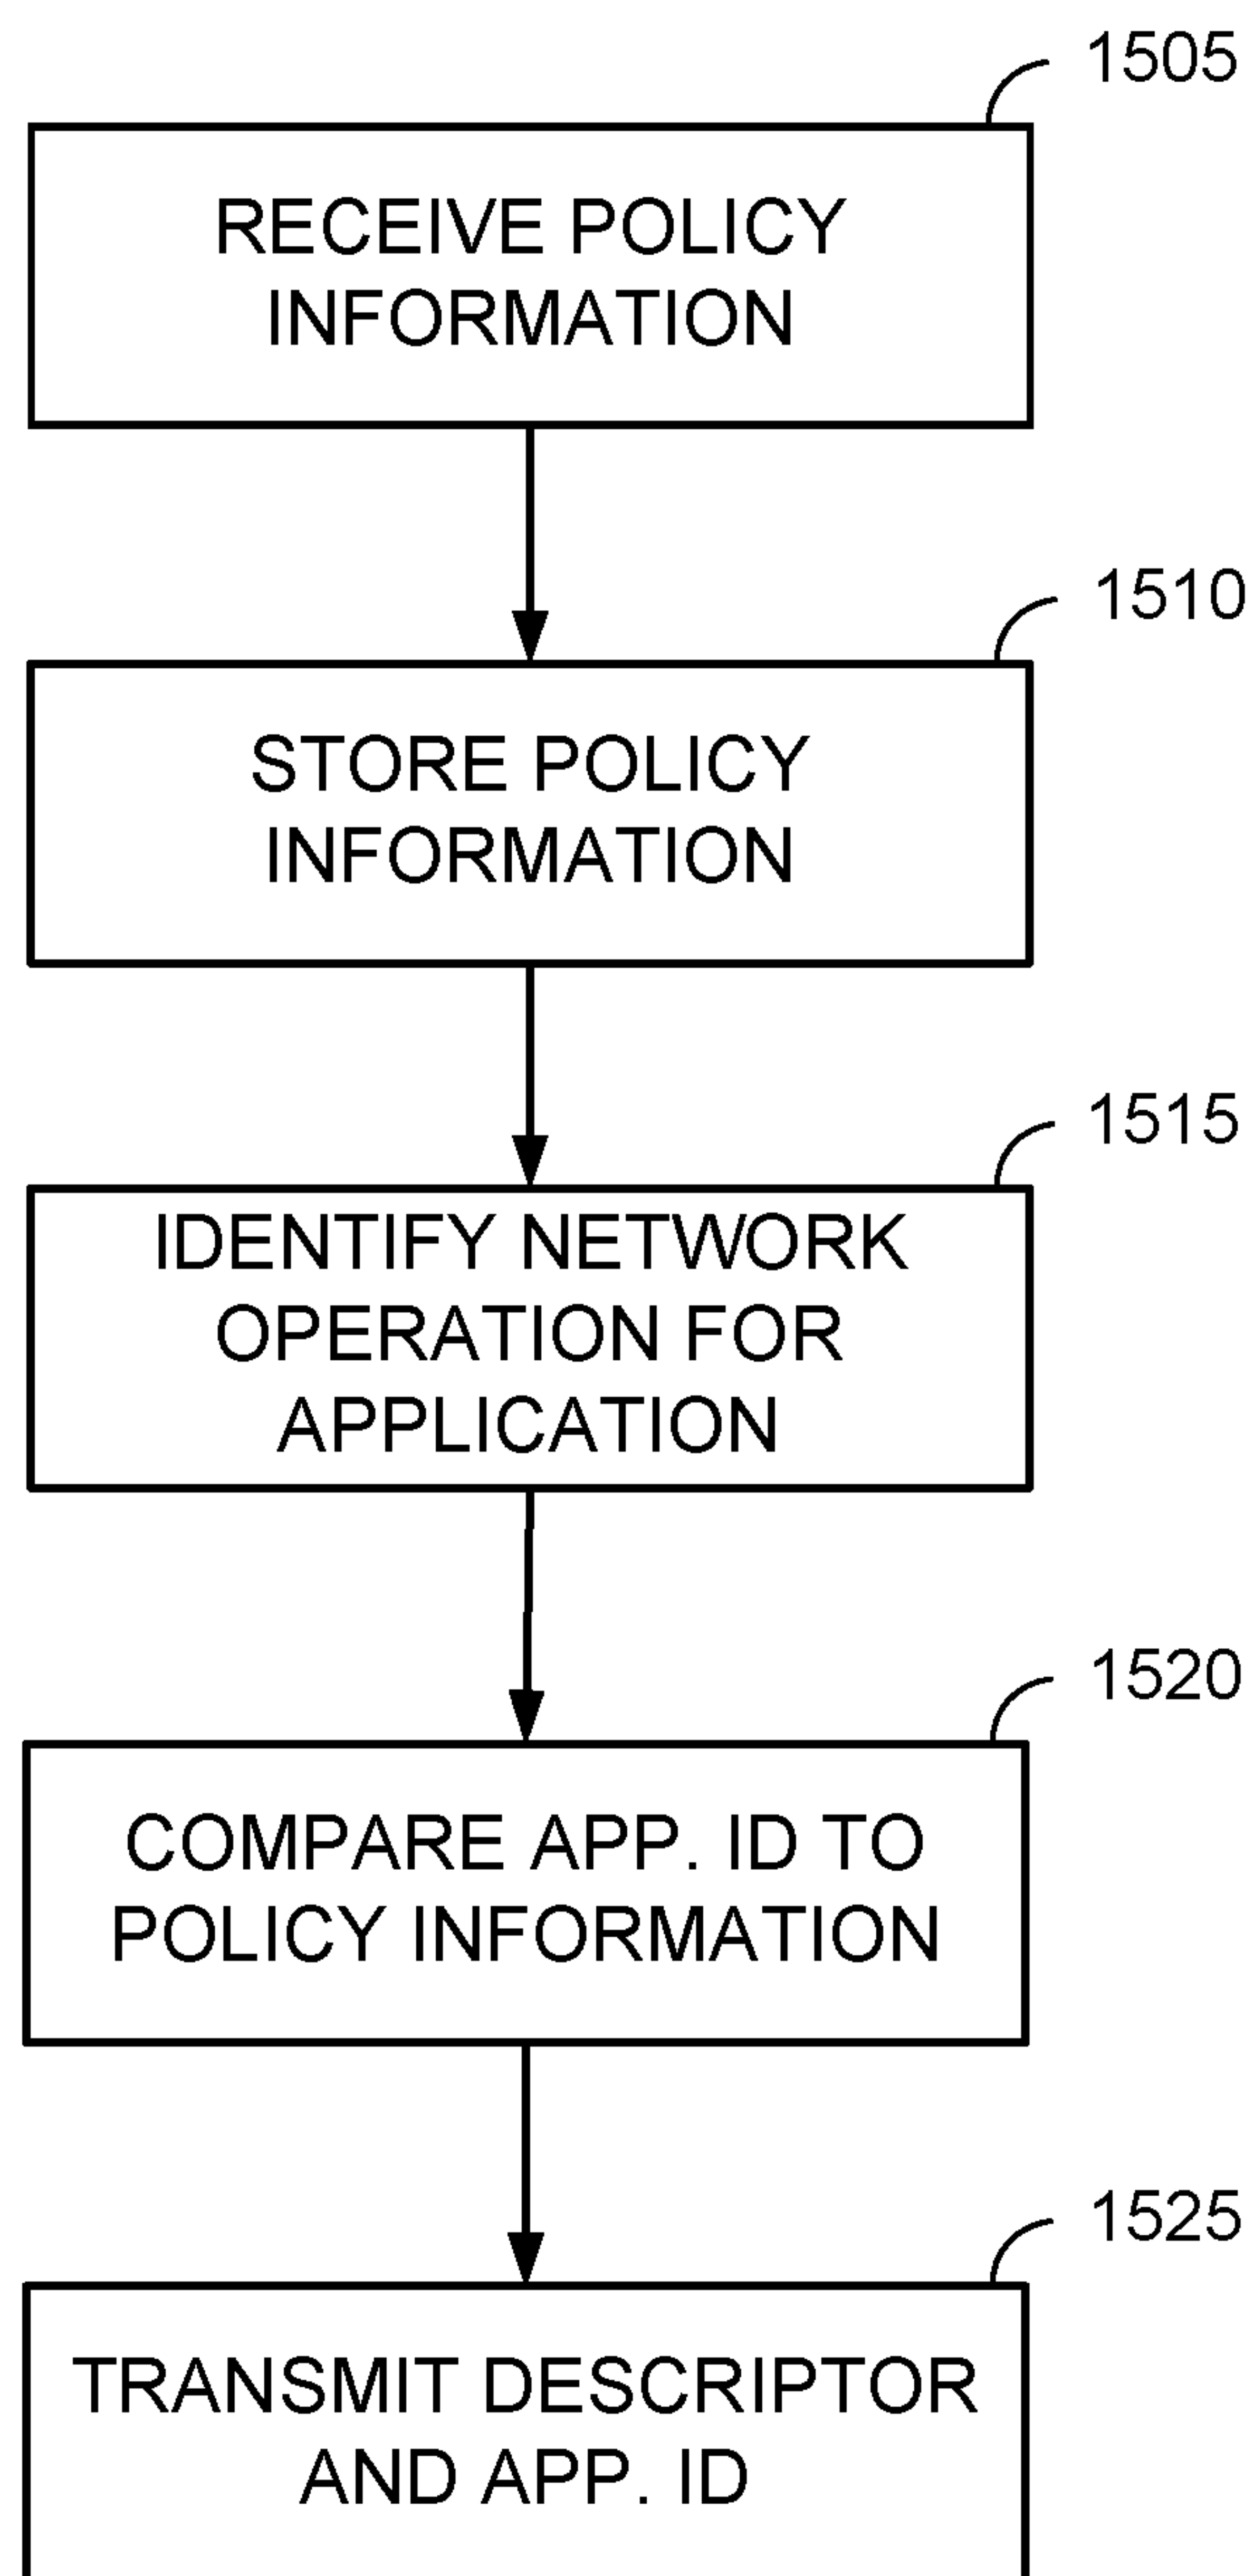 1505
RECEIVE POLICY
INFORMATION
1510
STORE POLICY
INFORMATION
1515
IDENTIFY NETWORK
OPERATION FOR
APPLICATION
1520
COMPARE APP. ID TO
POLICY INFORMATION
1525
TRANSMIT DESCRIPTOR
AND APP. ID